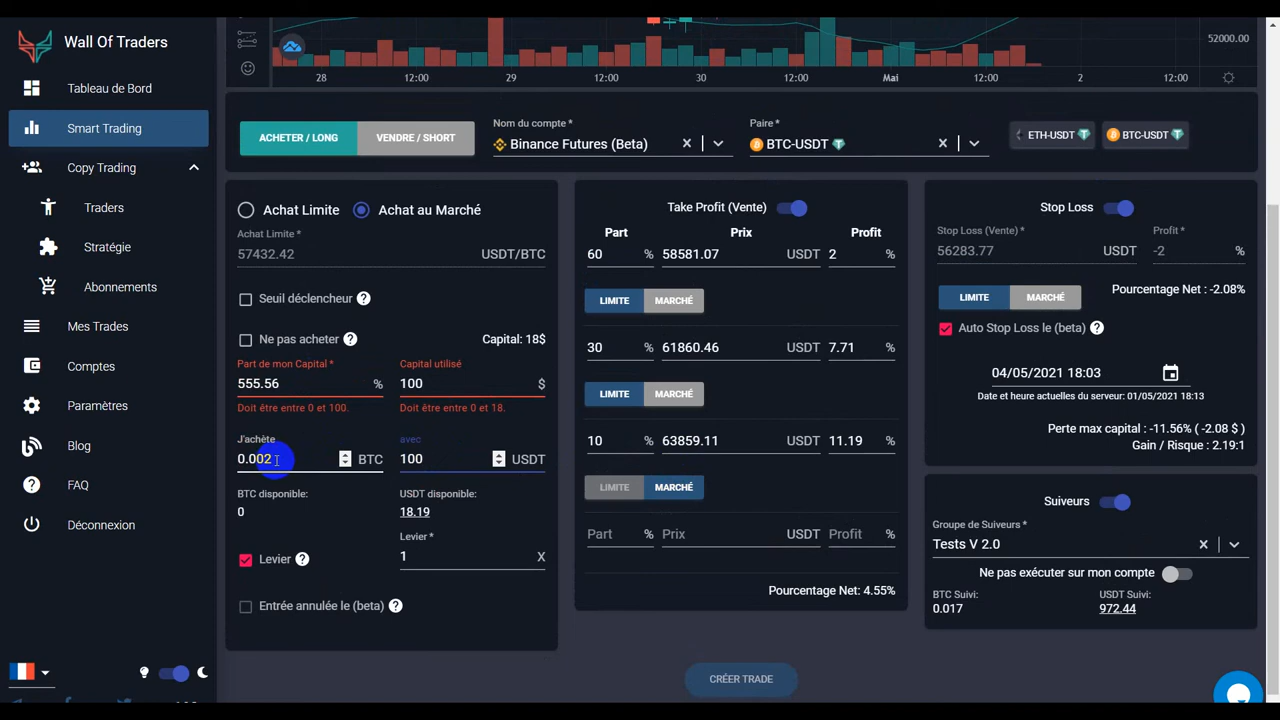 Wall Of Traders
Tableau de Bord
Smart Trading
Copy Trading
Traders
Stratégie
Abonnements
Mes Trades
Comptes
Paramètres
Blog
FAQ
Déconnexion
52000.00
28 12:00 29 12:00 30 12:00 Mai 12:00 2 12:00
ACHETER / LONG VENDRE / SHORT
Nom du compte *
Binance Futures (Beta)
Paire *
BTC-USDT
ETH-USDT BTC-USDT
Achat Limite Achat au Marché
Achat Limite *
57432.42 USDT/BTC
Seuil déclencheur
Ne pas acheter Capital: 18$
Part de mon Capital * Capital utilisé
555.56 % 100 $
Doit être entre 0 et 100. Doit être entre 0 et 18.
J'achète avec
0.002 BTC 100 USDT
BTC disponible: USDT disponible:
0 18.19
Levier *
Levier 1 X
Entrée annulée le (beta)
Take Profit (Vente)
Part Prix Profit
60 % 58581.07 USDT 2 %
LIMITE MARCHÉ
30 % 61860.46 USDT 7.71 %
LIMITE MARCHÉ
10 % 63859.11 USDT 11.19 %
LIMITE MARCHÉ
Part % Prix USDT Profit %
Pourcentage Net: 4.55%
Stop Loss
Stop Loss (Vente) * Profit *
56283.77 USDT -2 %
LIMITE MARCHÉ Pourcentage Net: -2.08%
Auto Stop Loss le (beta)
04/05/2021 18:03
Date et heure actuelles du serveur: 01/05/2021 18:13
Perte max capital : -11.56% ( -2.08 $ )
Gain / Risque : 2.19:1
Suiveurs
Groupe de Suiveurs *
Tests V 2.0
Ne pas exécuter sur mon compte
BTC Suivi: USDT Suivi:
0.017 972.44
CRÉER TRADE